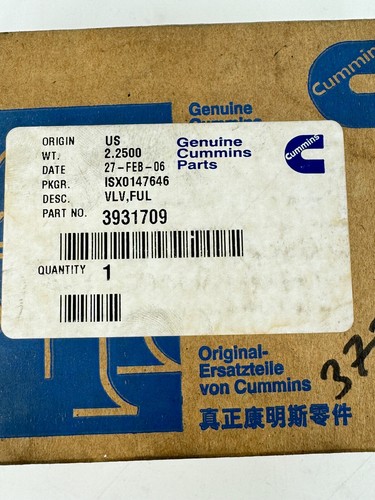 Genuine
Cummins
Cummins
ORIGIN US
WT. 2.2500
DATE 27-FEB-06
PKGR. ISX0147646
DESC. VLV,FUL
PART NO. 3931709
Genuine
Cummins
Parts
Cummins
QUANTITY 1
Original-
Ersatzteile
von Cummins
真正康明斯零件